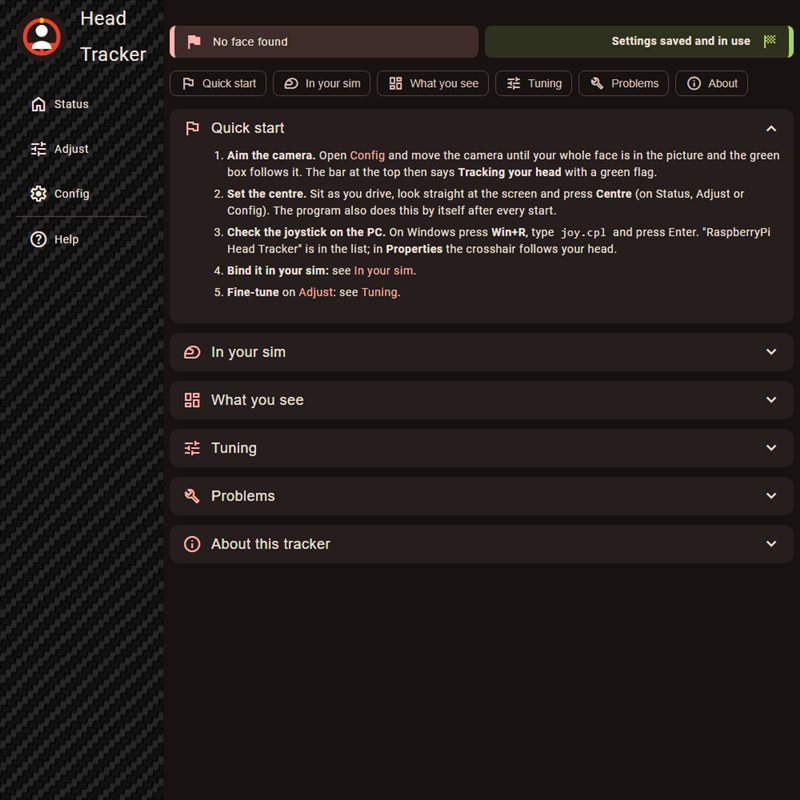 Head
Tracker
Status
Adjust
Config
Help
No face found
Settings saved and in use
Quick start
In your sim
What you see
Tuning
Problems
About
Quick start
1. Aim the camera. Open Config and move the camera until your whole face is in the picture and the green
box follows it. The bar at the top then says Tracking your head with a green flag.
2. Set the centre. Sit as you drive, look straight at the screen and press Centre (on Status, Adjust or
Config). The program also does this by itself after every start.
3. Check the joystick on the PC. On Windows press Win+R, type joy.cpl and press Enter. "RaspberryPi
Head Tracker" is in the list; in Properties the crosshair follows your head.
4. Bind it in your sim: see In your sim.
5. Fine-tune on Adjust: see Tuning.
In your sim
What you see
Tuning
Problems
About this tracker